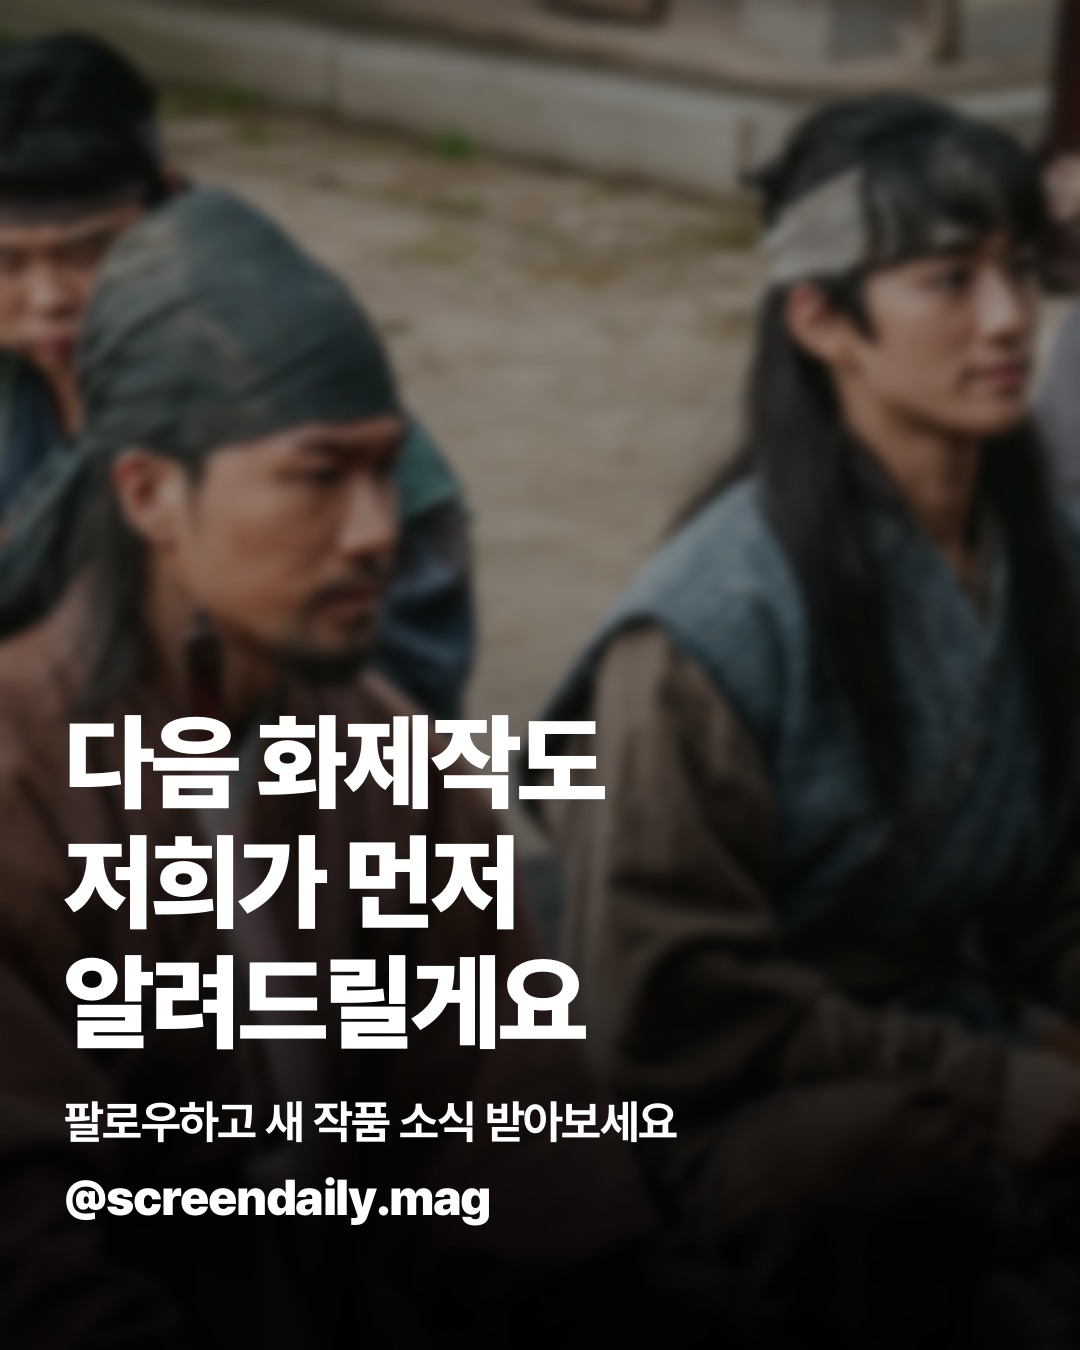 다음 화제작도
저희가 먼저
알려드릴게요
팔로우하고 새 작품 소식 받아보세요
@screendaily.mag